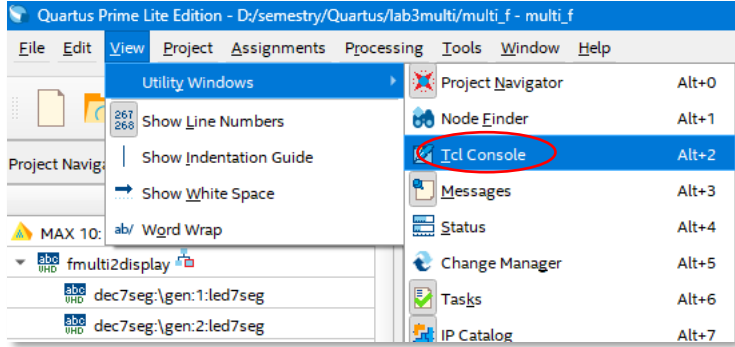 Quartus Prime Lite Edition - D:/semestry/Quartus/lab3multi/multi_f - multi_f
File Edit View Project Assignments Processing Tools Window Help
Utility Windows
267
268 Show Line Numbers
Show Indentation Guide
Show White Space
ab/ Word Wrap
Project Navig
MAX 10:
abc
VHD fmulti2display
abc
VHD dec7seg:\gen:1:led7seg
abc
VHD dec7seg:\gen:2:led7seg
Project Navigator Alt+0
Node Finder Alt+1
Tcl Console Alt+2
Messages Alt+3
Status Alt+4
Change Manager Alt+5
Tasks Alt+6
IP Catalog Alt+7